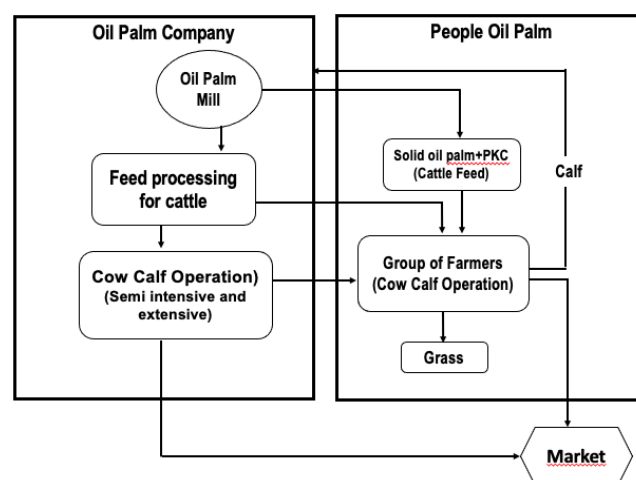 Oil Palm Company
Oil Palm
Mill
Feed processing
for cattle
Cow Calf Operation)
(Semi intensive and
extensive)
People Oil Palm
Solid oil palm+PKC
(Cattle Feed)
Calf
Group of Farmers
(Cow Calf Operation)
Grass
Market